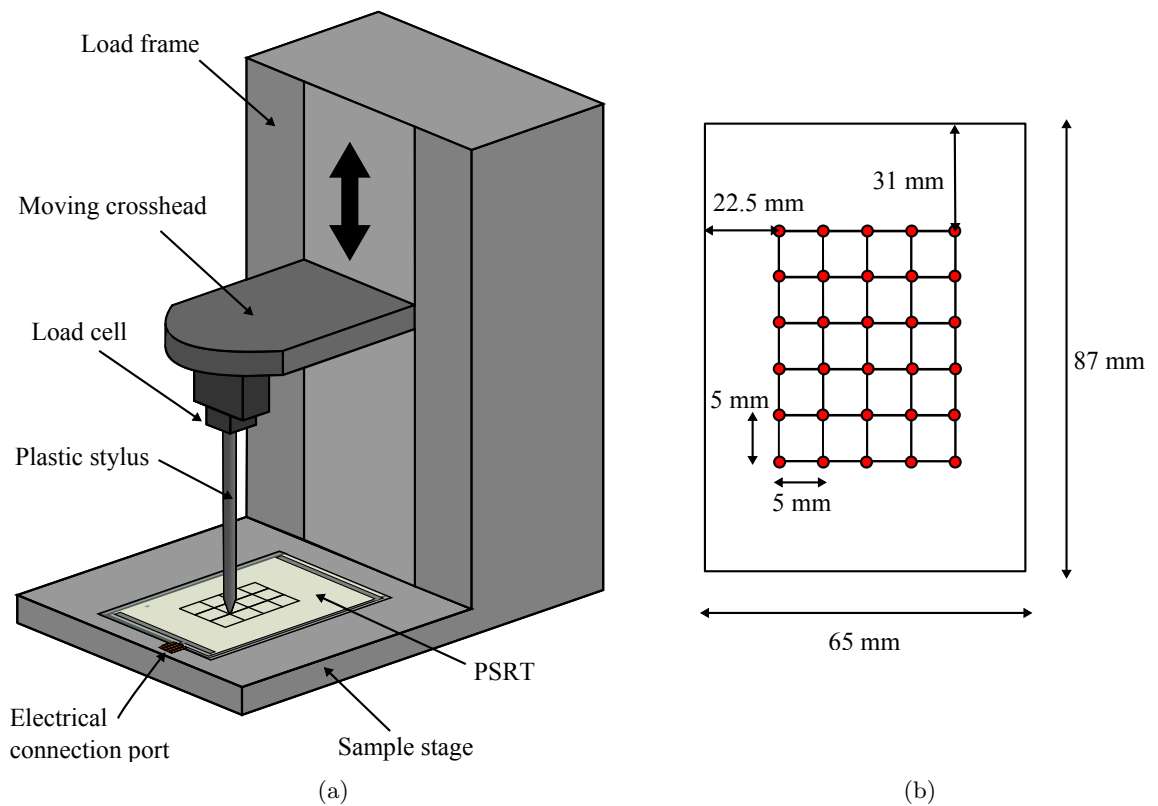 Load frame
Moving crosshead
Load cell
Plastic stylus
Electrical
connection port
PSRT
Sample stage
(a)
31 mm
22.5 mm
87 mm
5 mm
5 mm
65 mm
(b)